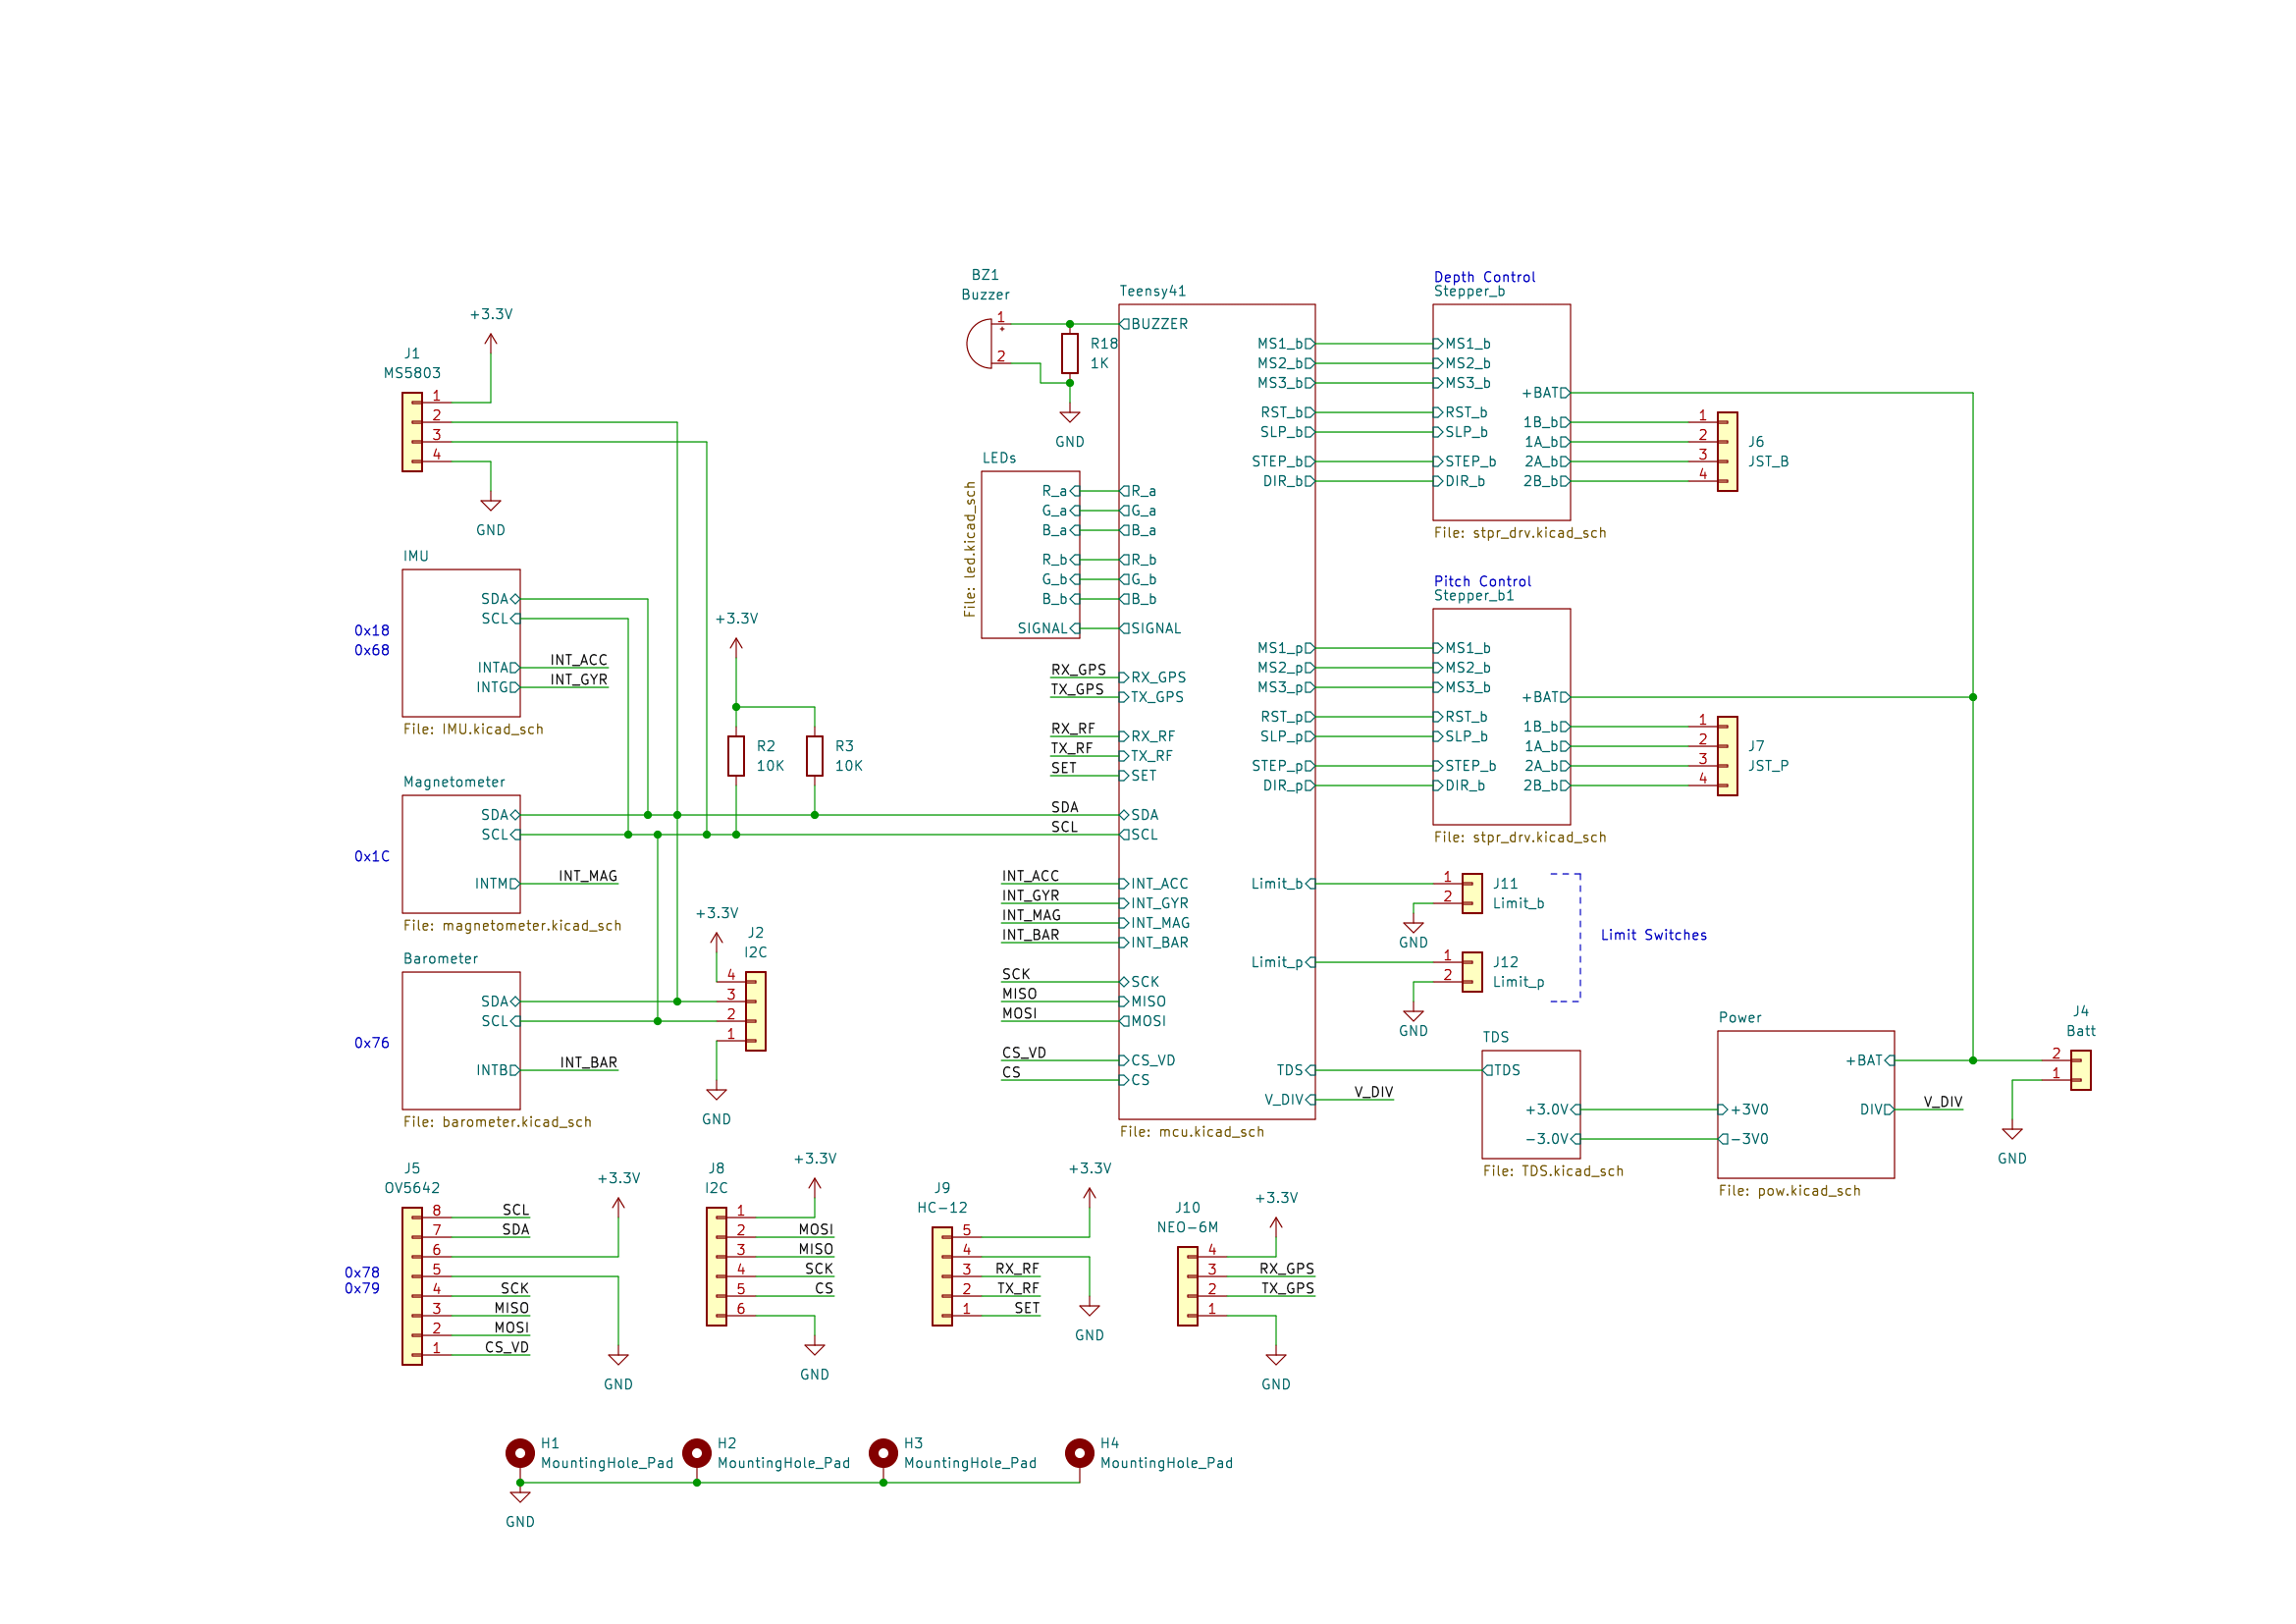 BZ1
Buzzer
1
2
R18
1K
GND
+3.3V
J1
MS5803
1
2
3
4
GND
IMU
SDA
SCL
INTA
INTG
INT_ACC
INT_GYR
0x18
0x68
File: IMU.kicad_sch
+3.3V
R2
10K
R3
10K
Magnetometer
SDA
SCL
INTM
INT_MAG
0x1C
File: magnetometer.kicad_sch
SDA
SCL
Barometer
SDA
SCL
INTB
INT_BAR
0x76
File: barometer.kicad_sch
+3.3V
J2
I2C
4
3
2
1
GND
LEDs
R_a
G_a
B_a
R_b
G_b
B_b
SIGNAL
File: led.kicad_sch
Teensy41
BUZZER
R_a
G_a
B_a
R_b
G_b
B_b
SIGNAL
RX_GPS
RX_GPS
TX_GPS
TX_GPS
RX_RF
RX_RF
TX_RF
TX_RF
SET
SET
SDA
SCL
INT_ACC
INT_ACC
INT_GYR
INT_GYR
INT_MAG
INT_MAG
INT_BAR
INT_BAR
SCK
SCK
MISO
MISO
MOSI
MOSI
CS_VD
CS_VD
CS
CS
MS1_b
MS2_b
MS3_b
RST_b
SLP_b
STEP_b
DIR_b
MS1_p
MS2_p
MS3_p
RST_p
SLP_p
STEP_p
DIR_p
Limit_b
Limit_p
TDS
V_DIV
V_DIV
File: mcu.kicad_sch
Depth Control
Stepper_b
MS1_b
MS2_b
MS3_b
RST_b
SLP_b
STEP_b
DIR_b
+BAT
1B_b
1A_b
2A_b
2B_b
File: stpr_drv.kicad_sch
1
2
3
4
J6
JST_B
Pitch Control
Stepper_b1
MS1_b
MS2_b
MS3_b
RST_b
SLP_b
STEP_b
DIR_b
+BAT
1B_b
1A_b
2A_b
2B_b
File: stpr_drv.kicad_sch
1
2
3
4
J7
JST_P
1
2
J11
Limit_b
GND
Limit Switches
1
2
J12
Limit_p
GND
TDS
TDS
+3.0V
-3.0V
File: TDS.kicad_sch
Power
+BAT
+3V0
-3V0
DIV
V_DIV
File: pow.kicad_sch
J4
Batt
2
1
GND
J5
OV5642
8
7
6
5
4
3
2
1
SCL
SDA
SCK
MISO
MOSI
CS_VD
0x78
0x79
+3.3V
GND
J8
I2C
1
2
3
4
5
6
MOSI
MISO
SCK
CS
+3.3V
GND
J9
HC-12
5
4
3
2
1
RX_RF
TX_RF
SET
+3.3V
GND
J10
NEO-6M
4
3
2
1
RX_GPS
TX_GPS
+3.3V
GND
H1
MountingHole_Pad
H2
MountingHole_Pad
H3
MountingHole_Pad
H4
MountingHole_Pad
GND